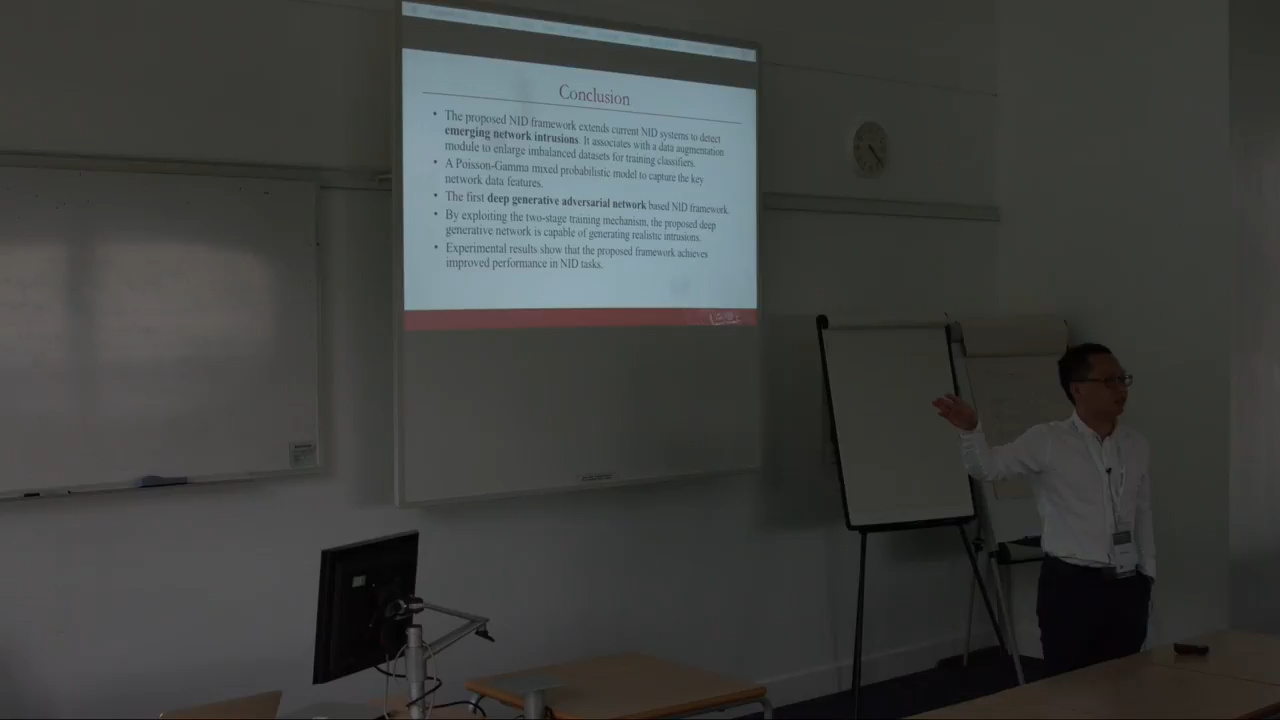 Conclusion
• The proposed NID framework extends current NID systems to detect
emerging network intrusions. It associates with a data augmentation
module to enlarge imbalanced datasets for training classifiers.
• A Poisson-Gamma mixed probabilistic model to capture the key
network data features.
• The first deep generative adversarial network based NID framework.
• By exploiting the two-stage training mechanism, the proposed deep
generative network is capable of generating realistic intrusions.
• Experimental results show that the proposed framework achieves
improved performance in NID tasks.